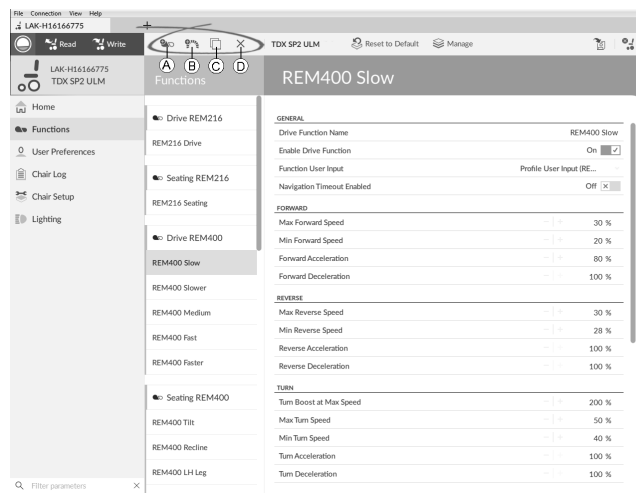 File Connection View Help
LAK-H16166775
Read Write TDX SP2 ULM Reset to Default Manage
A B C D
LAK-H16166775
TDX SP2 ULM
Functions
REM400 Slow
Home
Functions
User Preferences
Chair Log
Chair Setup
Lighting
Filter parameters
Drive REM216
REM216 Drive
Seating REM216
REM216 Seating
Drive REM400
REM400 Slow
REM400 Slower
REM400 Medium
REM400 Fast
REM400 Faster
Seating REM400
REM400 Tilt
REM400 Recline
REM400 LH Leg
GENERAL
Drive Function Name REM400 Slow
Enable Drive Function On
Function User Input Profile User Input (RE...
Navigation Timeout Enabled Off
FORWARD
Max Forward Speed - + 30 %
Min Forward Speed - + 20 %
Forward Acceleration - + 80 %
Forward Deceleration - + 100 %
REVERSE
Max Reverse Speed - + 30 %
Min Reverse Speed - + 28 %
Reverse Acceleration - + 100 %
Reverse Deceleration - + 100 %
TURN
Turn Boost at Max Speed - + 200 %
Max Turn Speed - + 50 %
Min Turn Speed - + 40 %
Turn Acceleration - + 100 %
Turn Deceleration - + 100 %